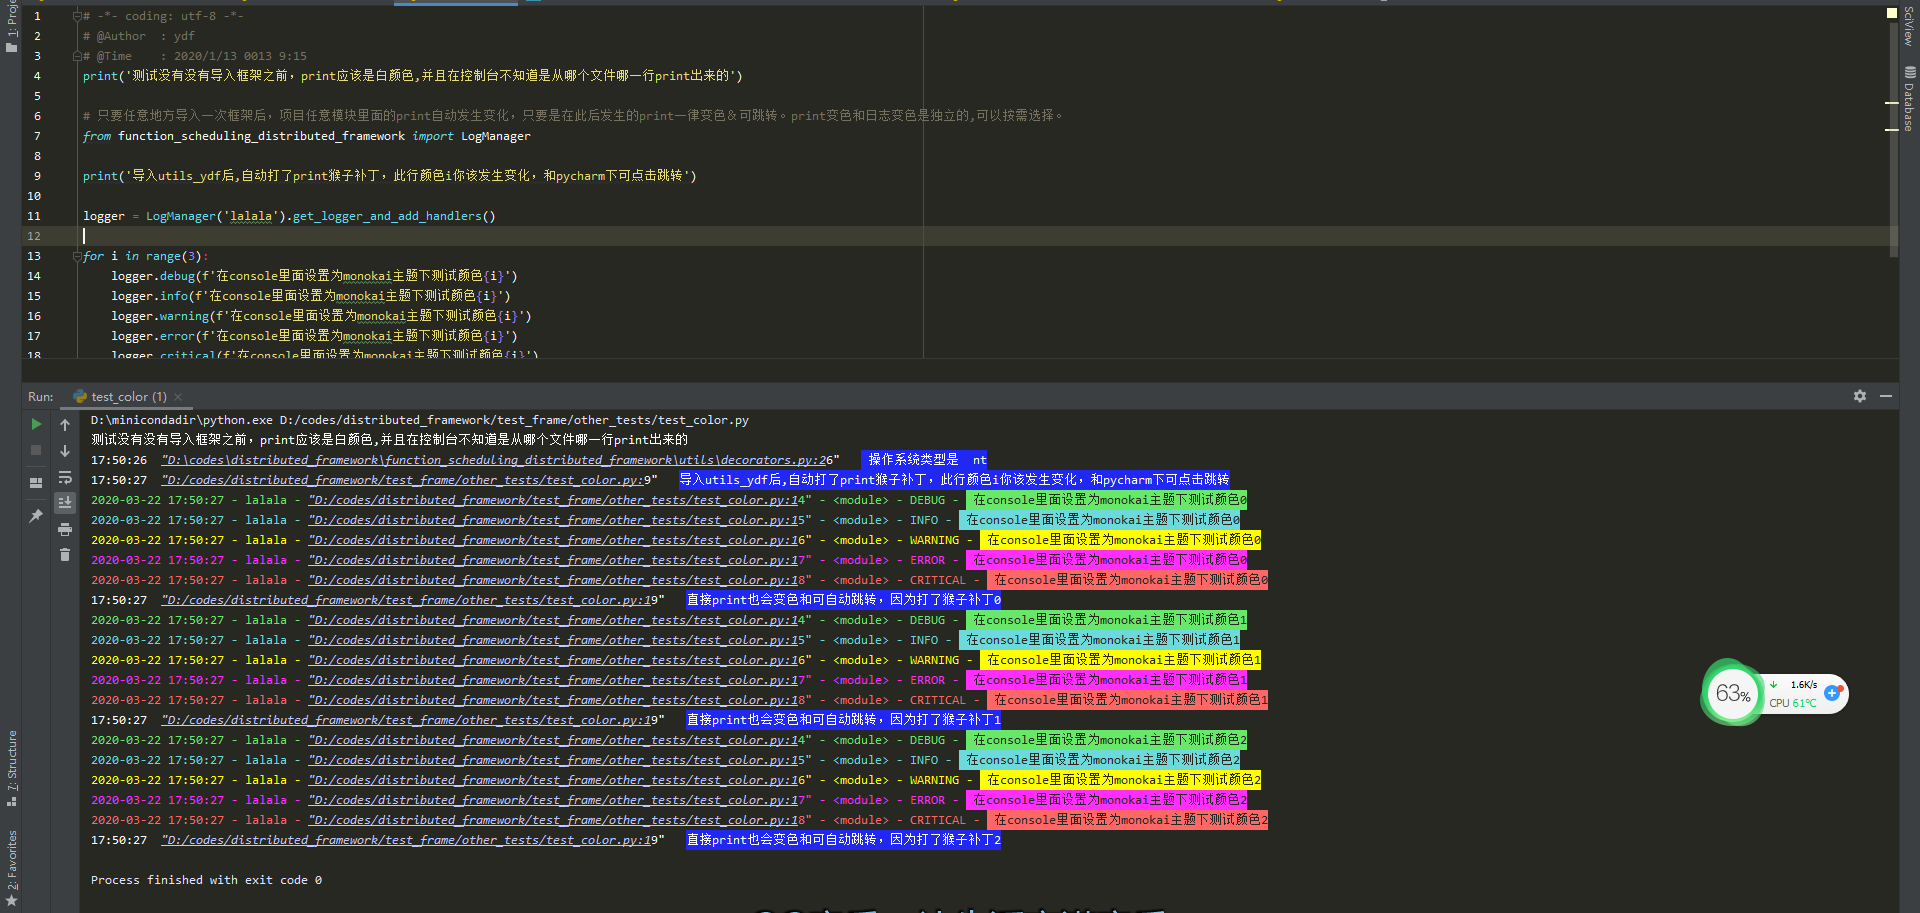 1 # -*- coding: utf-8 -*-
2 # @Author  : ydf
3 # @Time    : 2020/1/13 0013 9:15
4 print('测试没有没有导入框架之前，print应该是白颜色,并且在控制台不知道是从哪个文件哪一行print出来的')
5
6 # 只要任意地方导入一次框架后，项目任意模块里面的print自动发生变化，只要是在此后发生的print一律变色＆可跳转。print变色和日志变色是独立的,可以按需选择。
7 from function_scheduling_distributed_framework import LogManager
8
9 print('导入utils_ydf后,自动打了print猴子补丁，此行颜色i你该发生变化，和pycharm下可点击跳转')
10
11 logger = LogManager('lalala').get_logger_and_add_handlers()
12
13 for i in range(3):
14 logger.debug(f'在console里面设置为monokai主题下测试颜色{i}')
15 logger.info(f'在console里面设置为monokai主题下测试颜色{i}')
16 logger.warning(f'在console里面设置为monokai主题下测试颜色{i}')
17 logger.error(f'在console里面设置为monokai主题下测试颜色{i}')
18 logger.critical(f'在console里面设置为monokai主题下测试颜色{i}')
1: Proje
SciView
Database
Run: test_color (1)
D:\minicondadir\python.exe D:/codes/distributed_framework/test_frame/other_tests/test_color.py
测试没有没有导入框架之前，print应该是白颜色,并且在控制台不知道是从哪个文件哪一行print出来的
17:50:26 "D:\codes\distributed_framework\function_scheduling_distributed_framework\utils\decorators.py:26" 操作系统类型是 nt
17:50:27 "D:/codes/distributed_framework/test_frame/other_tests/test_color.py:9" 导入utils_ydf后,自动打了print猴子补丁，此行颜色i你该发生变化，和pycharm下可点击跳转
2020-03-22 17:50:27 - lalala - "D:/codes/distributed_framework/test_frame/other_tests/test_color.py:14" - <module> - DEBUG - 在console里面设置为monokai主题下测试颜色0
2020-03-22 17:50:27 - lalala - "D:/codes/distributed_framework/test_frame/other_tests/test_color.py:15" - <module> - INFO - 在console里面设置为monokai主题下测试颜色0
2020-03-22 17:50:27 - lalala - "D:/codes/distributed_framework/test_frame/other_tests/test_color.py:16" - <module> - WARNING - 在console里面设置为monokai主题下测试颜色0
2020-03-22 17:50:27 - lalala - "D:/codes/distributed_framework/test_frame/other_tests/test_color.py:17" - <module> - ERROR - 在console里面设置为monokai主题下测试颜色0
2020-03-22 17:50:27 - lalala - "D:/codes/distributed_framework/test_frame/other_tests/test_color.py:18" - <module> - CRITICAL - 在console里面设置为monokai主题下测试颜色0
17:50:27 "D:/codes/distributed_framework/test_frame/other_tests/test_color.py:19" 直接print也会变色和可自动跳转，因为打了猴子补丁0
2020-03-22 17:50:27 - lalala - "D:/codes/distributed_framework/test_frame/other_tests/test_color.py:14" - <module> - DEBUG - 在console里面设置为monokai主题下测试颜色1
2020-03-22 17:50:27 - lalala - "D:/codes/distributed_framework/test_frame/other_tests/test_color.py:15" - <module> - INFO - 在console里面设置为monokai主题下测试颜色1
2020-03-22 17:50:27 - lalala - "D:/codes/distributed_framework/test_frame/other_tests/test_color.py:16" - <module> - WARNING - 在console里面设置为monokai主题下测试颜色1
2020-03-22 17:50:27 - lalala - "D:/codes/distributed_framework/test_frame/other_tests/test_color.py:17" - <module> - ERROR - 在console里面设置为monokai主题下测试颜色1
2020-03-22 17:50:27 - lalala - "D:/codes/distributed_framework/test_frame/other_tests/test_color.py:18" - <module> - CRITICAL - 在console里面设置为monokai主题下测试颜色1
17:50:27 "D:/codes/distributed_framework/test_frame/other_tests/test_color.py:19" 直接print也会变色和可自动跳转，因为打了猴子补丁1
2020-03-22 17:50:27 - lalala - "D:/codes/distributed_framework/test_frame/other_tests/test_color.py:14" - <module> - DEBUG - 在console里面设置为monokai主题下测试颜色2
2020-03-22 17:50:27 - lalala - "D:/codes/distributed_framework/test_frame/other_tests/test_color.py:15" - <module> - INFO - 在console里面设置为monokai主题下测试颜色2
2020-03-22 17:50:27 - lalala - "D:/codes/distributed_framework/test_frame/other_tests/test_color.py:16" - <module> - WARNING - 在console里面设置为monokai主题下测试颜色2
2020-03-22 17:50:27 - lalala - "D:/codes/distributed_framework/test_frame/other_tests/test_color.py:17" - <module> - ERROR - 在console里面设置为monokai主题下测试颜色2
2020-03-22 17:50:27 - lalala - "D:/codes/distributed_framework/test_frame/other_tests/test_color.py:18" - <module> - CRITICAL - 在console里面设置为monokai主题下测试颜色2
17:50:27 "D:/codes/distributed_framework/test_frame/other_tests/test_color.py:19" 直接print也会变色和可自动跳转，因为打了猴子补丁2
Process finished with exit code 0
7: Structure
2: Favorites
63%
1.6K/s
CPU 61℃